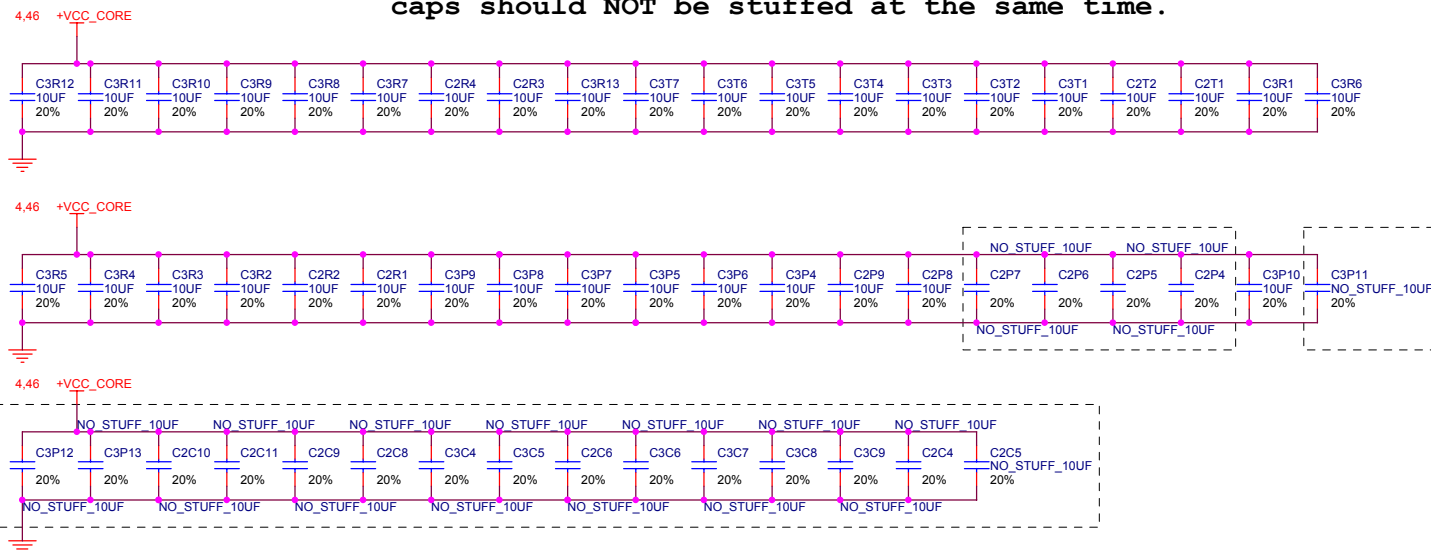 caps should NOT be stuffed at the same time.
4,46 +VCC_CORE
C3R12 C3R11 C3R10 C3R9 C3R8 C3R7 C2R4 C2R3 C3R13 C3T7 C3T6 C3T5 C3T4 C3T3 C3T2 C3T1 C2T2 C2T1 C3R1 C3R6
10UF 10UF 10UF 10UF 10UF 10UF 10UF 10UF 10UF 10UF 10UF 10UF 10UF 10UF 10UF 10UF 10UF 10UF 10UF 10UF
20% 20% 20% 20% 20% 20% 20% 20% 20% 20% 20% 20% 20% 20% 20% 20% 20% 20% 20% 20%
4,46 +VCC_CORE
NO_STUFF_10UF NO_STUFF_10UF
C3R5 C3R4 C3R3 C3R2 C2R2 C2R1 C3P9 C3P8 C3P7 C3P5 C3P6 C3P4 C2P9 C2P8 C2P7 C2P6 C2P5 C2P4 C3P10 C3P11
10UF 10UF 10UF 10UF 10UF 10UF 10UF 10UF 10UF 10UF 10UF 10UF 10UF 10UF 10UF NO_STUFF_10UF
20% 20% 20% 20% 20% 20% 20% 20% 20% 20% 20% 20% 20% 20% 20% 20% 20% 20% 20% 20%
NO_STUFF_10UF NO_STUFF_10UF
4,46 +VCC_CORE
NO_STUFF_10UF NO_STUFF_10UF NO_STUFF_10UF NO_STUFF_10UF NO_STUFF_10UF NO_STUFF_10UF NO_STUFF_10UF
C3P12 C3P13 C2C10 C2C11 C2C9 C2C8 C3C4 C3C5 C2C6 C3C6 C3C7 C3C8 C3C9 C2C4 C2C5
NO_STUFF_10UF
20% 20% 20% 20% 20% 20% 20% 20% 20% 20% 20% 20% 20% 20% 20%
NO_STUFF_10UF NO_STUFF_10UF NO_STUFF_10UF NO_STUFF_10UF NO_STUFF_10UF NO_STUFF_10UF NO_STUFF_10UF